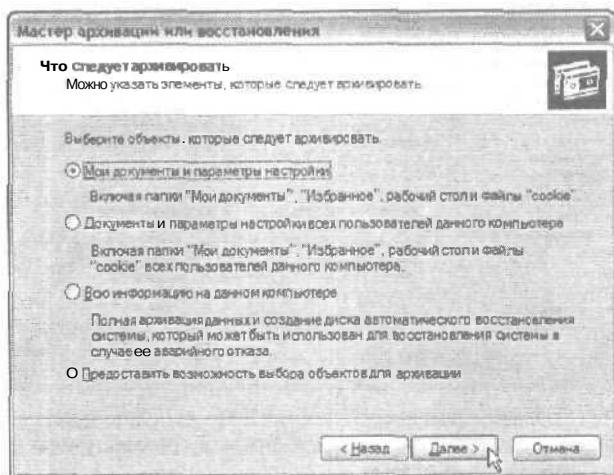 Мастер архивации или восстановления
Что следует архивировать
Можно указать элементы, которые следует архивировать.
Выберите объекты, которые следует архивировать.
Мои документы и параметры настройки
Включая папки "Мои документы", "Избранное", рабочий стол и файлы "cookie".
Документы и параметры настройки всех пользователей данного компьютера
Включая папки "Мои документы", "Избранное", рабочий стол и файлы
"cookie" всех пользователей данного компьютера.
Всю информацию на данном компьютере
Полная архивация данных и создание диска автоматического восстановления
системы, который может быть использован для восстановления системы в
случае ее аварийного отказа.
Предоставить возможность выбора объектов для архивации
< Назад
Далее >
Отмена